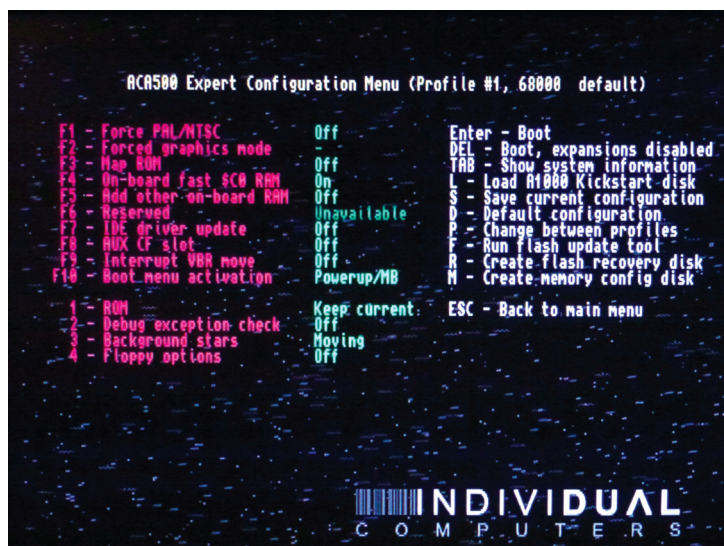 ACA500 Expert Configuration Menu (Profile #1, 68000 default)
F1 - Force PAL/NTSC Off Enter - Boot
F2 - Forced graphics mode - DEL - Boot, expansions disabled
F3 - Map ROM Off TAB - Show system information
F4 - On-board fast $C0 RAM On L - Load A1000 Kickstart disk
F5 - Add other on-board RAM Off S - Save current configuration
F6 - Reserved Unavailable D - Default configuration
F7 - IDE driver update Off P - Change between profiles
F8 - AUX CF slot Off F - Run flash update tool
F9 - Interrupt VBR move Off R - Create flash recovery disk
F10 - Boot menu activation Powerup/MB M - Create memory config disk
1 - ROM Keep current ESC - Back to main menu
2 - Debug exception check Off
3 - Background stars Moving
4 - Floppy options Off
INDIVIDUAL
COMPUTERS